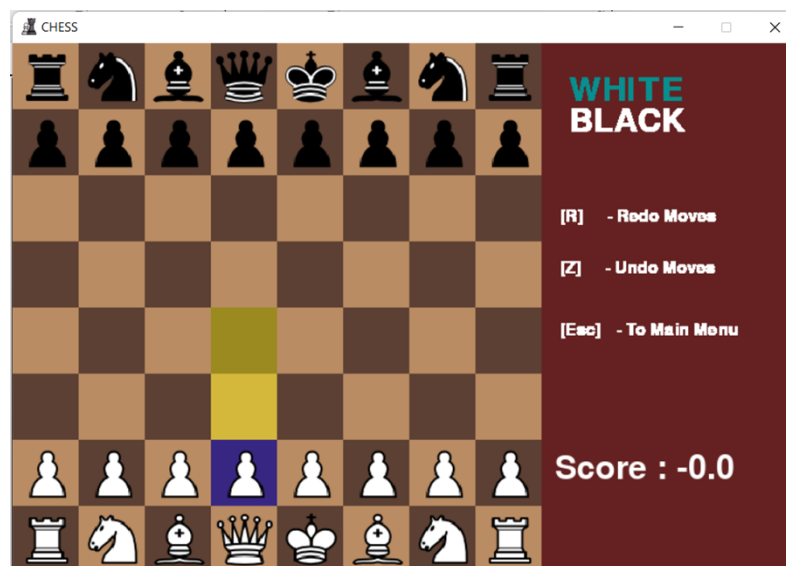 CHESS
WHITE
BLACK
[R] - Redo Moves
[Z] - Undo Moves
[Esc] - To Main Menu
Score : -0.0